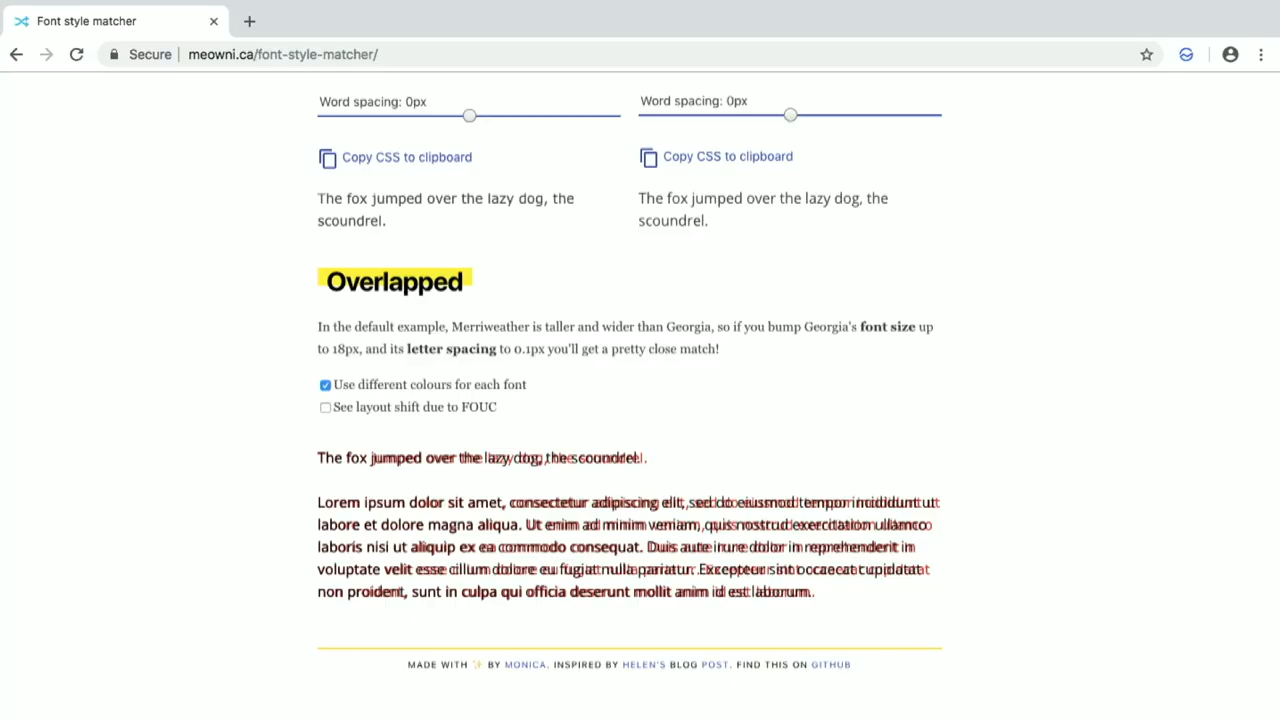 Font style matcher
Secure
meowni.ca/font-style-matcher/
Word spacing: 0px
Word spacing: 0px
Copy CSS to clipboard
Copy CSS to clipboard
The fox jumped over the lazy dog, the
scoundrel.
The fox jumped over the lazy dog, the
scoundrel.
Overlapped
In the default example, Merriweather is taller and wider than Georgia, so if you bump Georgia's font size up
to 18px, and its letter spacing to 0.1px you'll get a pretty close match!
Use different colours for each font
See layout shift due to FOUC
The fox jumped over the lazy dog, the scoundrel.
Lorem ipsum dolor sit amet, consectetur adipiscing elit, sed do eiusmod tempor incididunt ut
labore et dolore magna aliqua. Ut enim ad minim veniam, quis nostrud exercitation ullamco
laboris nisi ut aliquip ex ea commodo consequat. Duis aute irure dolor in reprehenderit in
voluptate velit esse cillum dolore eu fugiat nulla pariatur. Excepteur sint occaecat cupidatat
non proident, sunt in culpa qui officia deserunt mollit anim id est laborum.
MADE WITH ✨ BY MONICA. INSPIRED BY HELEN'S BLOG POST. FIND THIS ON GITHUB